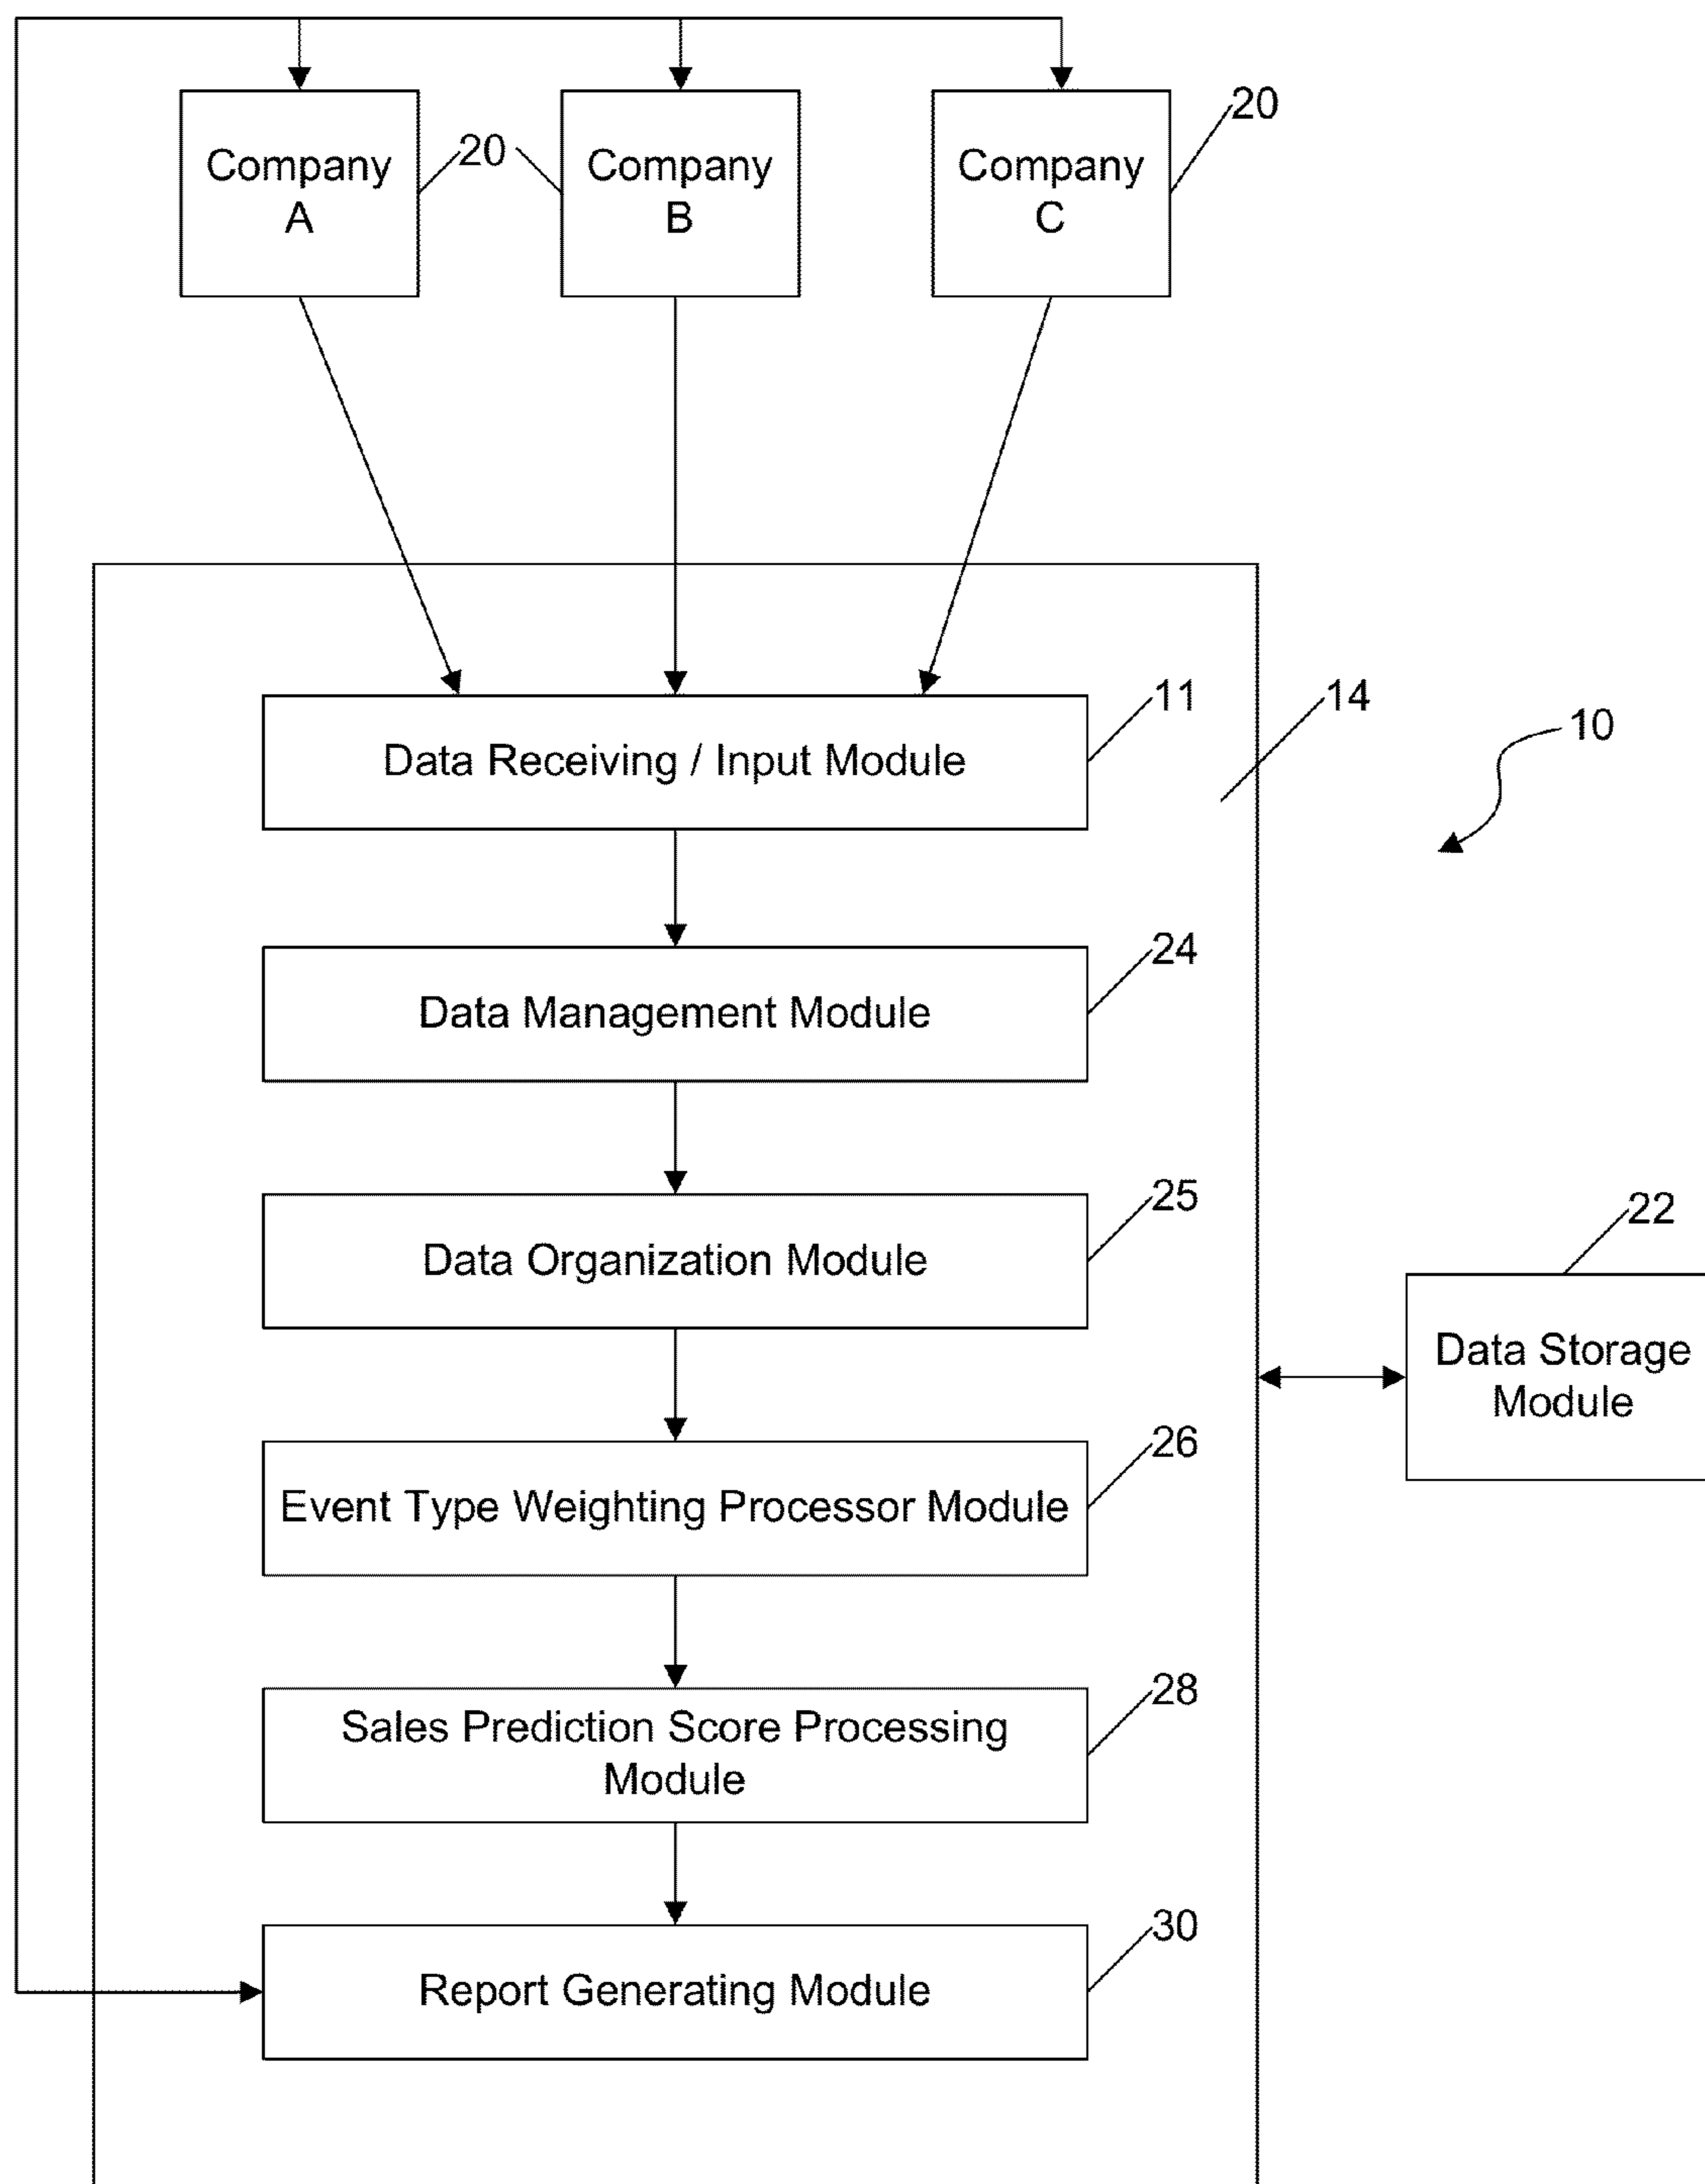 Company
A
20
Company
B
Company
C
20
Data Receiving / Input Module
11
14
10
Data Management Module
24
Data Organization Module
25
22
Data Storage
Module
Event Type Weighting Processor Module
26
Sales Prediction Score Processing
Module
28
Report Generating Module
30